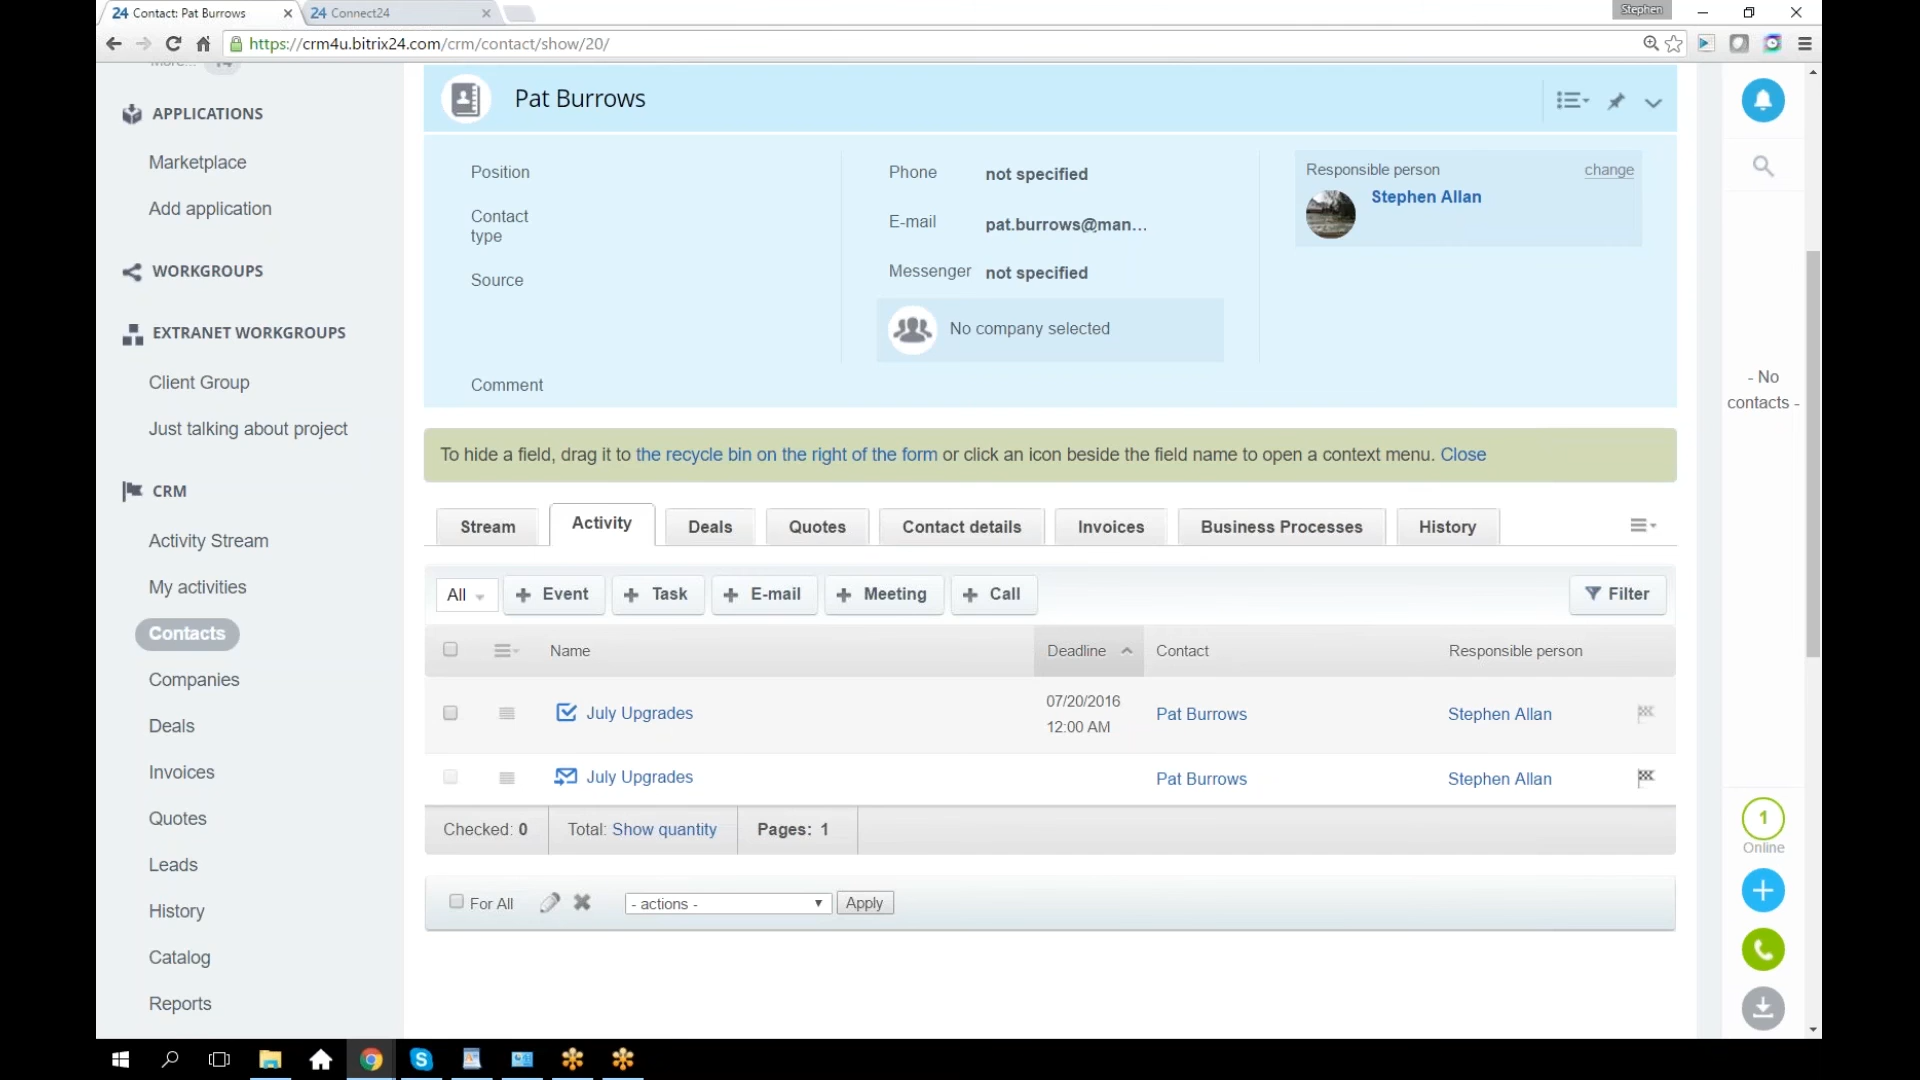 24 Contact: Pat Burrows
24 Connect24
Stephen
https://crm4u.bitrix24.com/crm/contact/show/20/
more... 14
APPLICATIONS
Marketplace
Add application
WORKGROUPS
EXTRANET WORKGROUPS
Client Group
Just talking about project
CRM
Activity Stream
My activities
Contacts
Companies
Deals
Invoices
Quotes
Leads
History
Catalog
Reports
Pat Burrows
Position
Contact
type
Source
Comment
Phone not specified
E-mail pat.burrows@man...
Messenger not specified
No company selected
Responsible person change
Stephen Allan
To hide a field, drag it to the recycle bin on the right of the form or click an icon beside the field name to open a context menu. Close
Stream Activity Deals Quotes Contact details Invoices Business Processes History
All Event Task E-mail Meeting Call Filter
Name Deadline Contact Responsible person
July Upgrades 07/20/2016 Pat Burrows Stephen Allan
12:00 AM
July Upgrades Pat Burrows Stephen Allan
Checked: 0 Total: Show quantity Pages: 1
For All - actions - Apply
- No
contacts -
1
Online